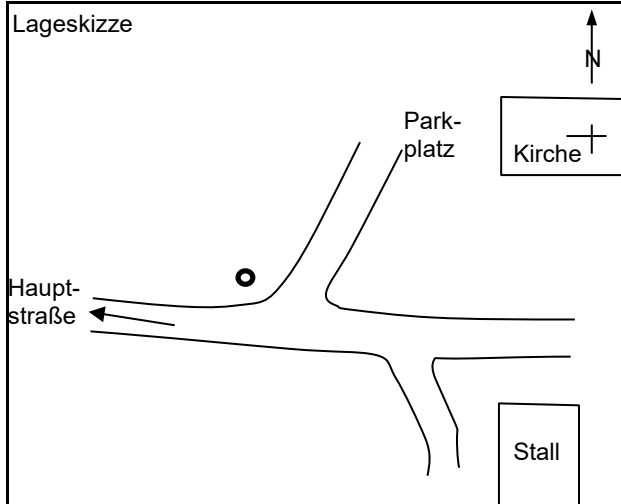 Lageskizze
N
Park-
platz
Kirche
Haupt-
straße
Stall